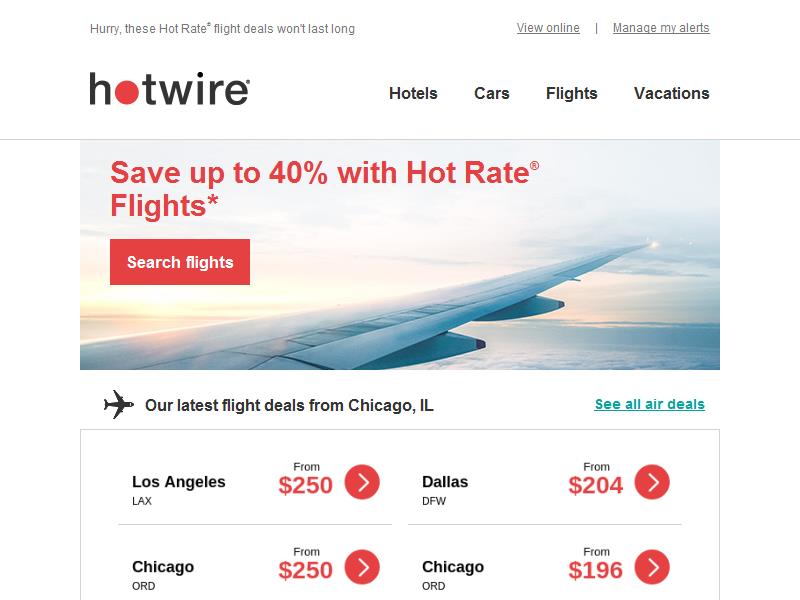 Hurry, these Hot Rate® flight deals won't last long
View online | Manage my alerts
hotwire®
Hotels Cars Flights Vacations
Save up to 40% with Hot Rate®
Flights*
Search flights
Our latest flight deals from Chicago, IL
See all air deals
Los Angeles
LAX
From
$250
Dallas
DFW
From
$204
Chicago
ORD
From
$250
Chicago
ORD
From
$196